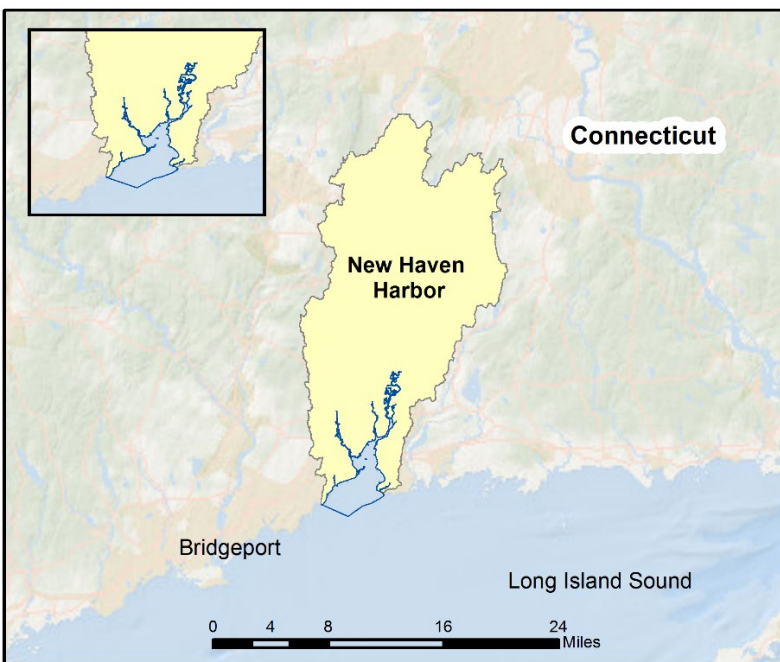 Connecticut
New Haven
Harbor
Bridgeport
Long Island Sound
0 4 8 16 24
Miles